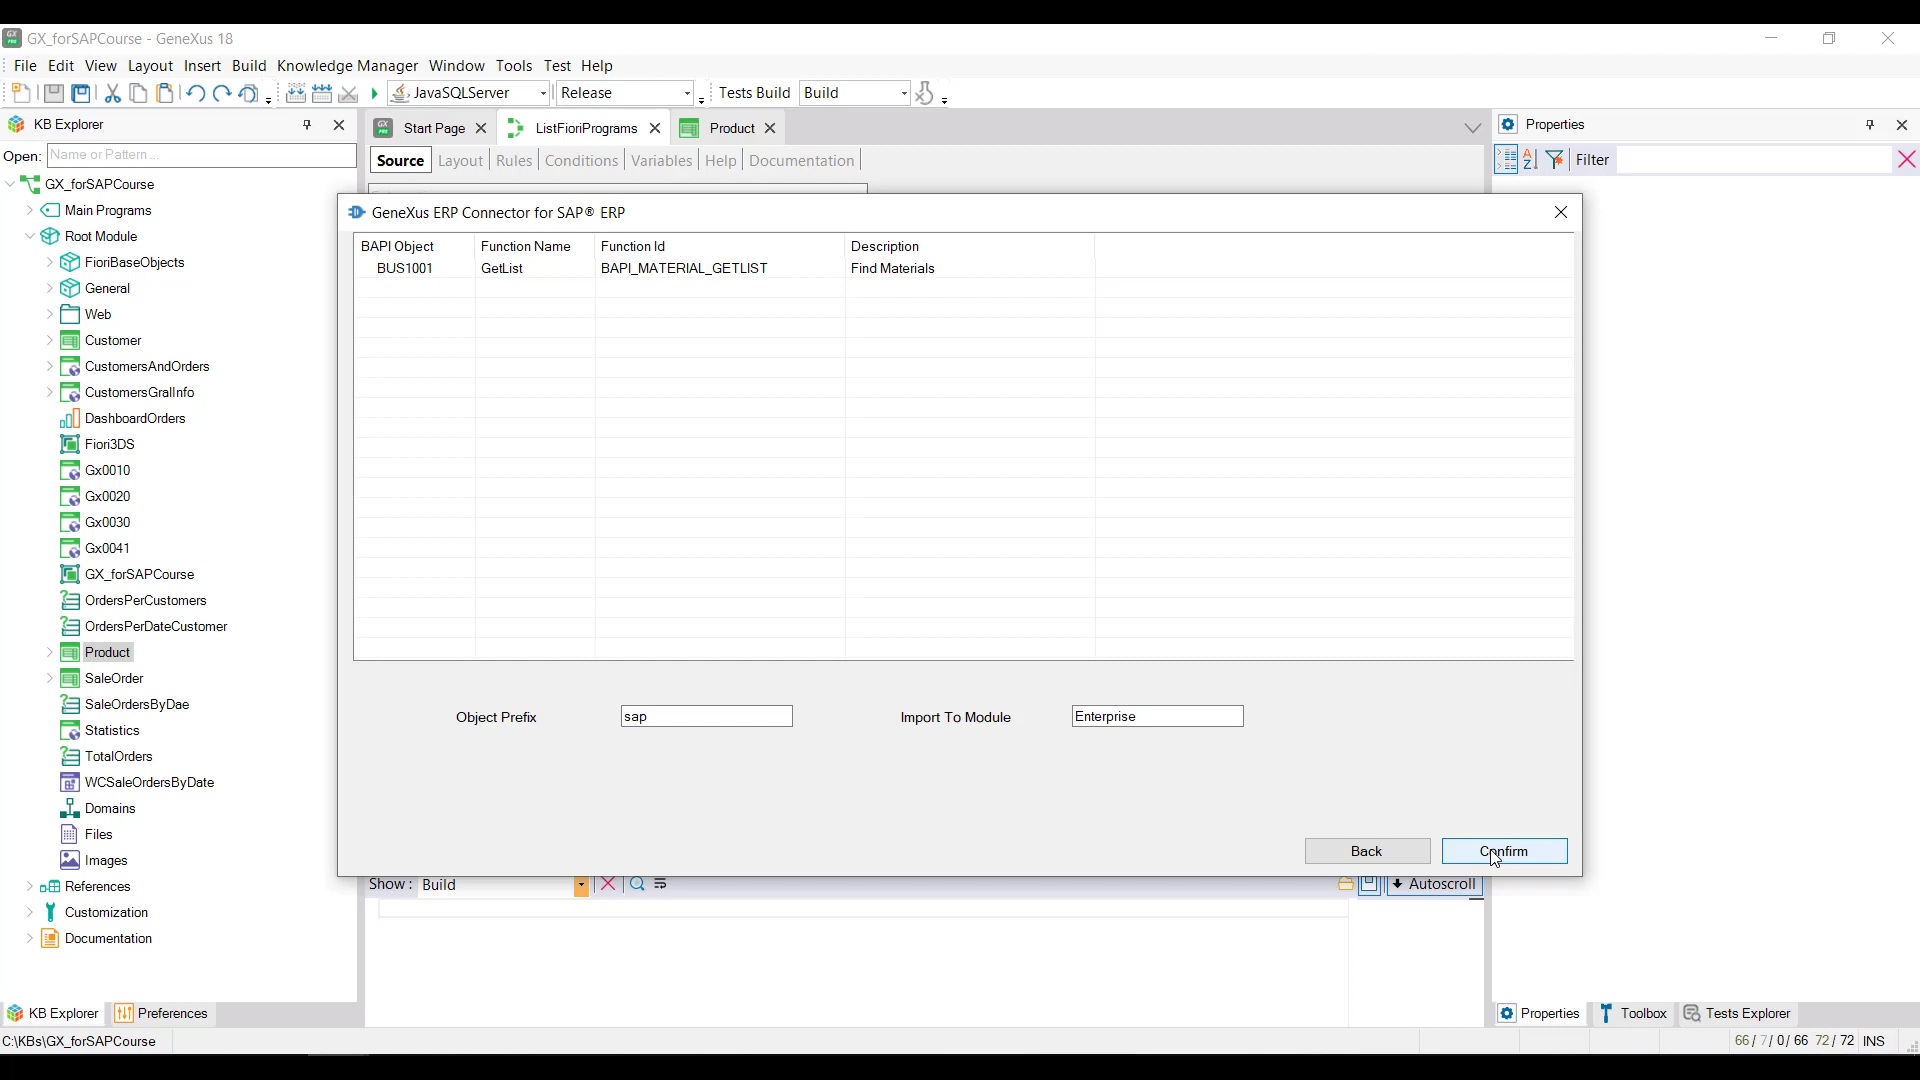 GX_forSAPCourse - GeneXus 18
File Edit View Layout Insert Build Knowledge Manager Window Tools Test Help
JavaSQLServer Release Tests Build Build
KB Explorer
Start Page ListFioriPrograms Product
Properties
Open: Name or Pattern ...
Source Layout Rules Conditions Variables Help Documentation
Filter
GX_forSAPCourse
Main Programs
Root Module
FioriBaseObjects
General
Web
Customer
CustomersAndOrders
CustomersGralInfo
DashboardOrders
Fiori3DS
Gx0010
Gx0020
Gx0030
Gx0041
GX_forSAPCourse
OrdersPerCustomers
OrdersPerDateCustomer
Product
SaleOrder
SaleOrdersByDae
Statistics
TotalOrders
WCSaleOrdersByDate
Domains
Files
Images
References
Customization
Documentation
GeneXus ERP Connector for SAP® ERP
BAPI Object Function Name Function Id Description
BUS1001 GetList BAPI_MATERIAL_GETLIST Find Materials
Object Prefix sap Import To Module Enterprise
Back Confirm
Show : Build Autoscroll
KB Explorer Preferences
Properties Toolbox Tests Explorer
C:\KBs\GX_forSAPCourse
66 / 7 / 0 / 66 72 / 72 INS